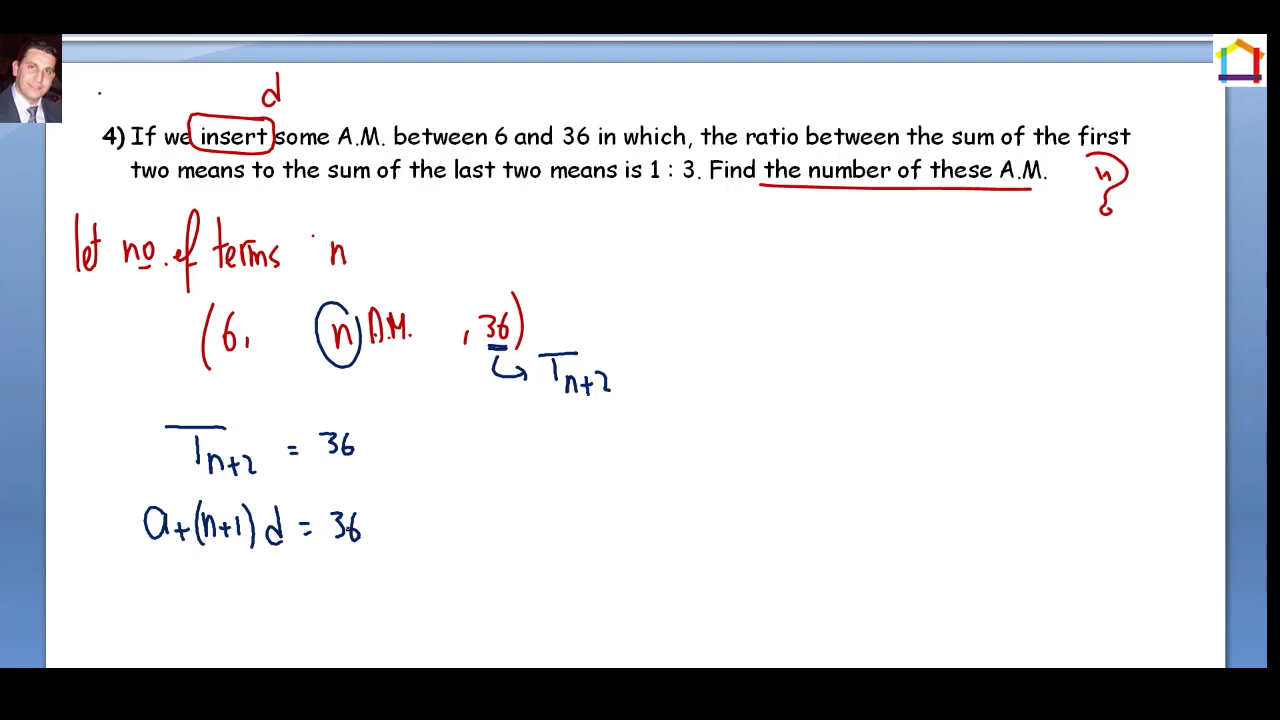 d
4) If we insert some A.M. between 6 and 36 in which, the ratio between the sum of the first
two means to the sum of the last two means is 1 : 3. Find the number of these A.M.
n ?
let no. of terms n
(6, n A.M. , 36)
T_{n+2}
T_{n+2} = 36
a+(n+1)d = 36